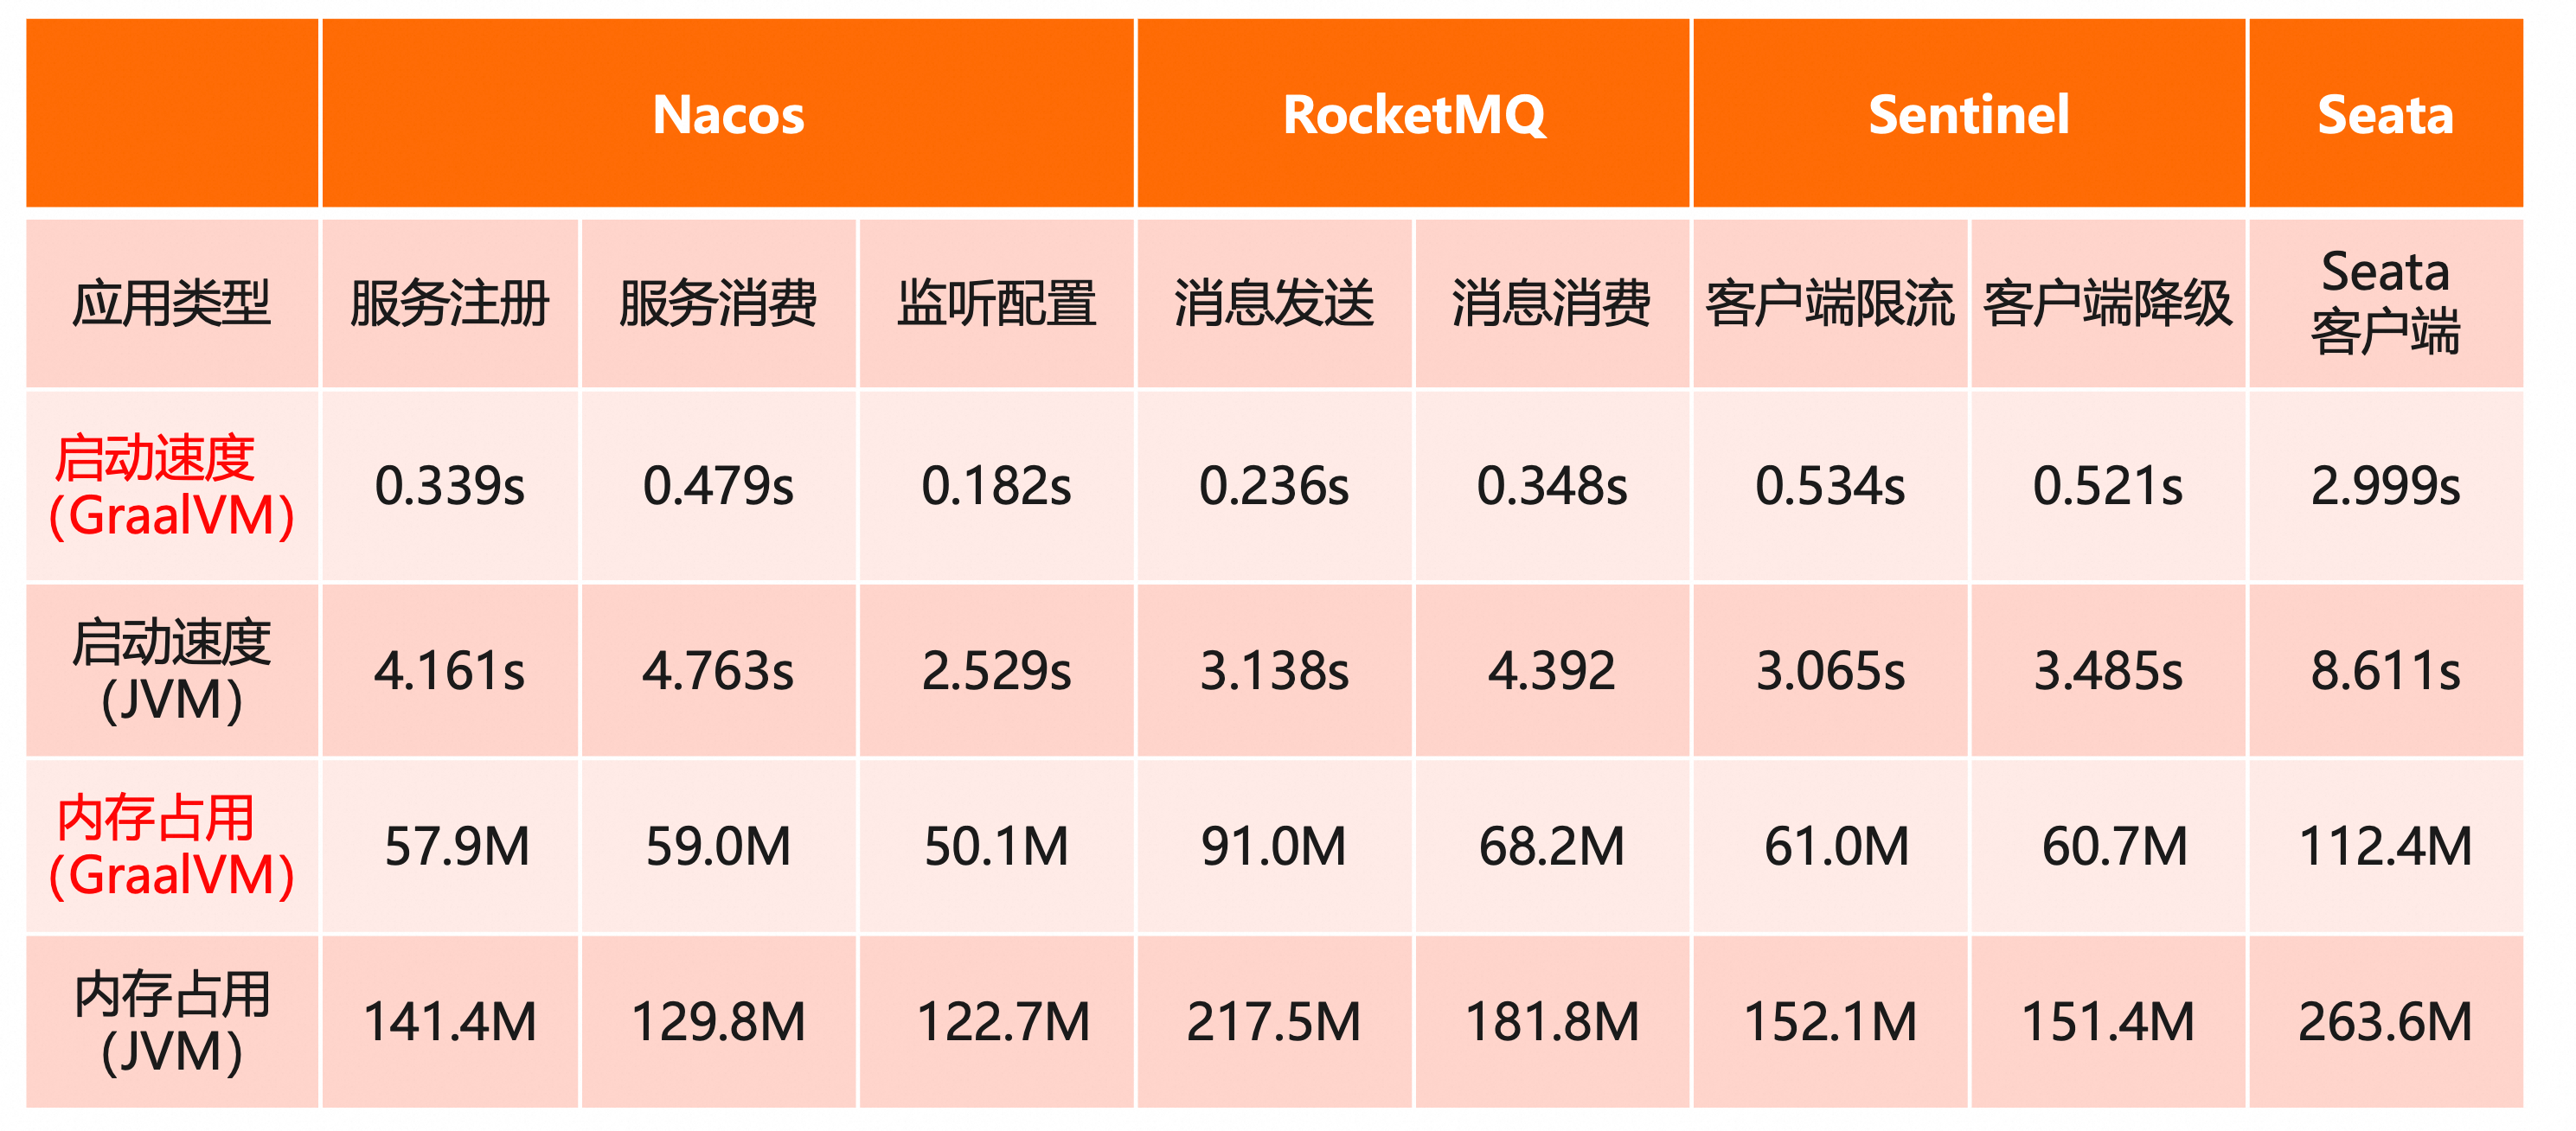 Nacos RocketMQ Sentinel Seata
应用类型 服务注册 服务消费 监听配置 消息发送 消息消费 客户端限流 客户端降级 Seata
客户端
启动速度
(GraalVM) 0.339s 0.479s 0.182s 0.236s 0.348s 0.534s 0.521s 2.999s
启动速度
(JVM) 4.161s 4.763s 2.529s 3.138s 4.392 3.065s 3.485s 8.611s
内存占用
(GraalVM) 57.9M 59.0M 50.1M 91.0M 68.2M 61.0M 60.7M 112.4M
内存占用
(JVM) 141.4M 129.8M 122.7M 217.5M 181.8M 152.1M 151.4M 263.6M